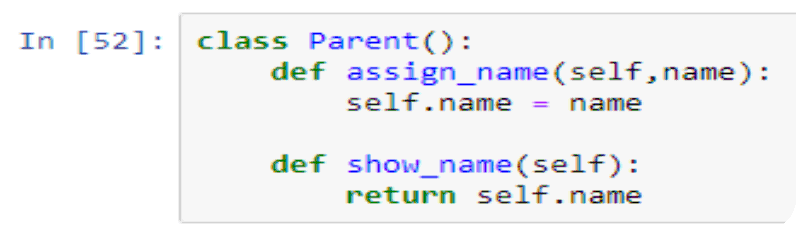 In [52]: class Parent():
def assign_name(self,name):
self.name = name
def show_name(self):
return self.name